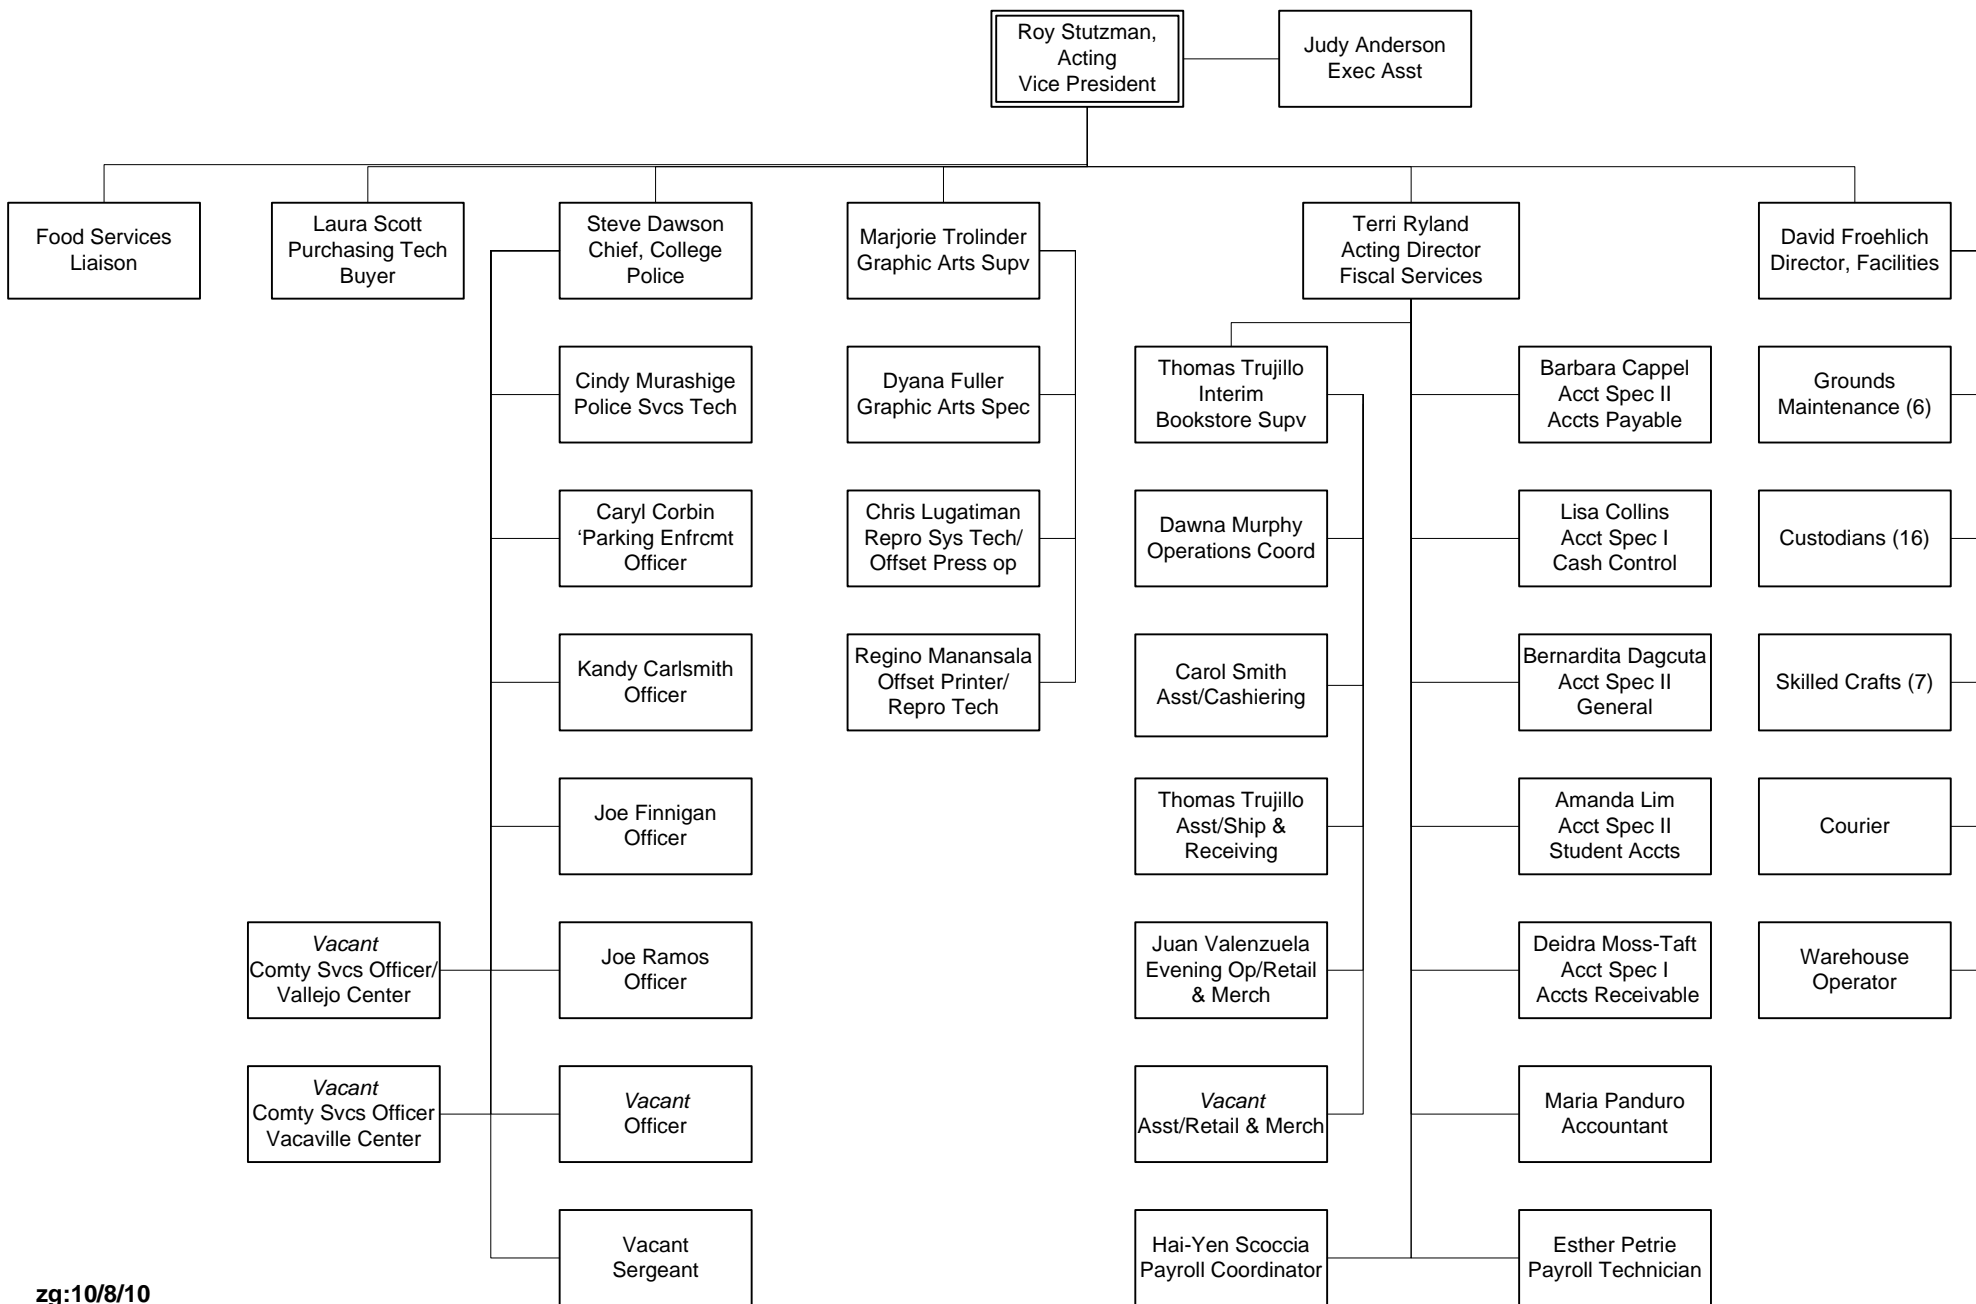 Roy Stutzman,
Acting
Vice President
Judy Anderson
Exec Asst
Food Services
Liaison
Laura Scott
Purchasing Tech
Buyer
Steve Dawson
Chief, College
Police
Marjorie Trolinder
Graphic Arts Supv
Terri Ryland
Acting Director
Fiscal Services
David Froehlich
Director, Facilities
Cindy Murashige
Police Svcs Tech
Dyana Fuller
Graphic Arts Spec
Thomas Trujillo
Interim
Bookstore Supv
Barbara Cappel
Acct Spec II
Accts Payable
Grounds
Maintenance (6)
Caryl Corbin
‘Parking Enfrcmt
Officer
Chris Lugatiman
Repro Sys Tech/
Offset Press op
Dawna Murphy
Operations Coord
Lisa Collins
Acct Spec I
Cash Control
Custodians (16)
Kandy Carlsmith
Officer
Regino Manansala
Offset Printer/
Repro Tech
Carol Smith
Asst/Cashiering
Bernardita Dagcuta
Acct Spec II
General
Skilled Crafts (7)
Joe Finnigan
Officer
Thomas Trujillo
Asst/Ship &
Receiving
Amanda Lim
Acct Spec II
Student Accts
Courier
Vacant
Comty Svcs Officer/
Vallejo Center
Joe Ramos
Officer
Juan Valenzuela
Evening Op/Retail
& Merch
Deidra Moss-Taft
Acct Spec I
Accts Receivable
Warehouse
Operator
Vacant
Comty Svcs Officer
Vacaville Center
Vacant
Officer
Vacant
Asst/Retail & Merch
Maria Panduro
Accountant
Vacant
Sergeant
Hai-Yen Scoccia
Payroll Coordinator
Esther Petrie
Payroll Technician
zg:10/8/10